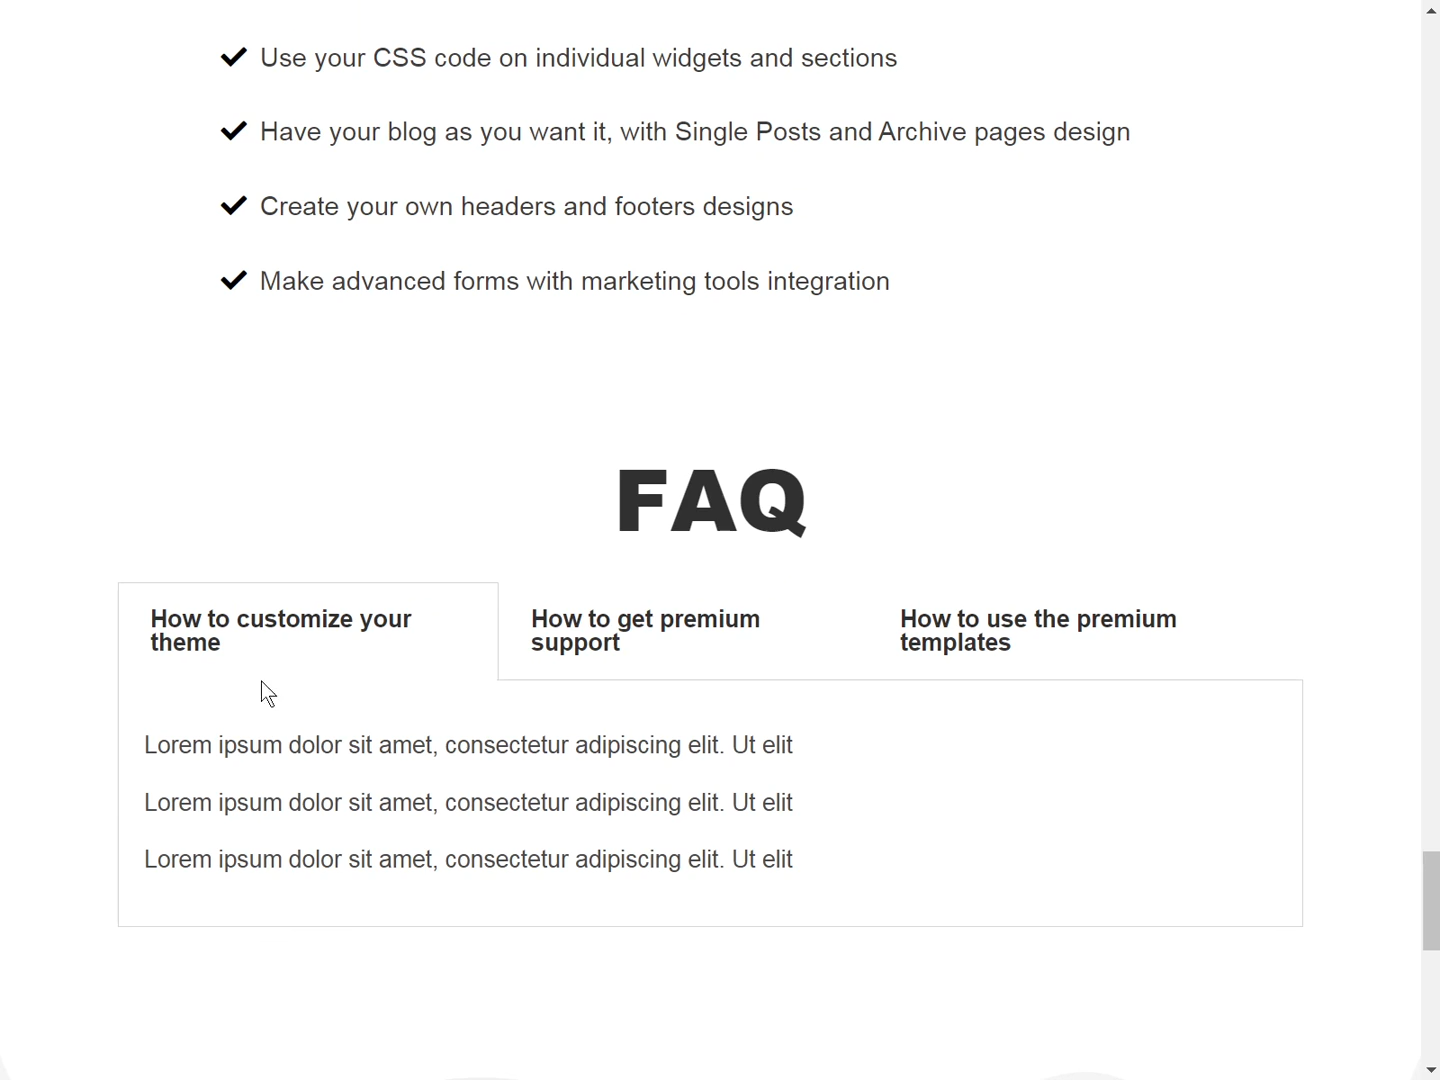 Use your CSS code on individual widgets and sections
Have your blog as you want it, with Single Posts and Archive pages design
Create your own headers and footers designs
Make advanced forms with marketing tools integration
FAQ
How to customize your
theme
How to get premium
support
How to use the premium
templates
Lorem ipsum dolor sit amet, consectetur adipiscing elit. Ut elit
Lorem ipsum dolor sit amet, consectetur adipiscing elit. Ut elit
Lorem ipsum dolor sit amet, consectetur adipiscing elit. Ut elit